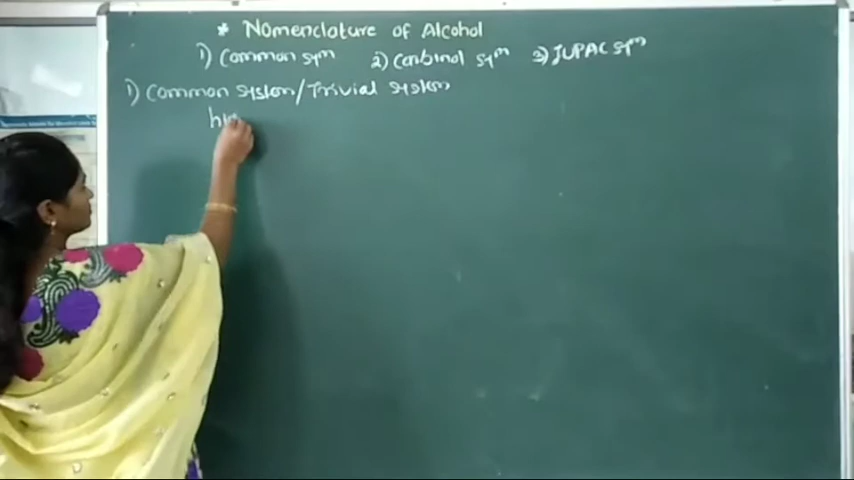 * Nomenclature of Alcohol
1) Common sym 2) Carbinol sym 3) IUPAC sym
1) Common system/Trivial system